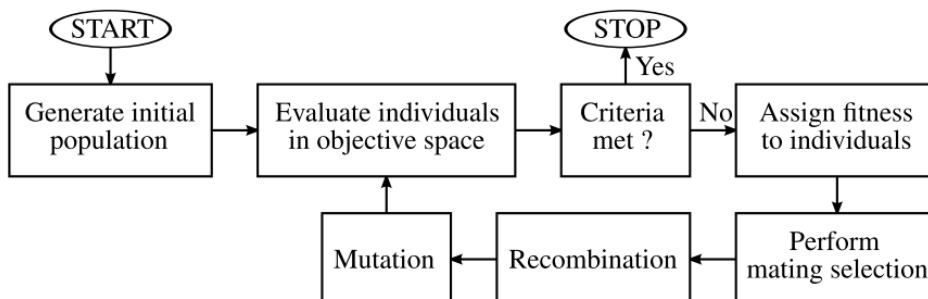 START
STOP
Yes
Generate initial
population
Evaluate individuals
in objective space
Criteria
met ?
No
Assign fitness
to individuals
Mutation
Recombination
Perform
mating selection